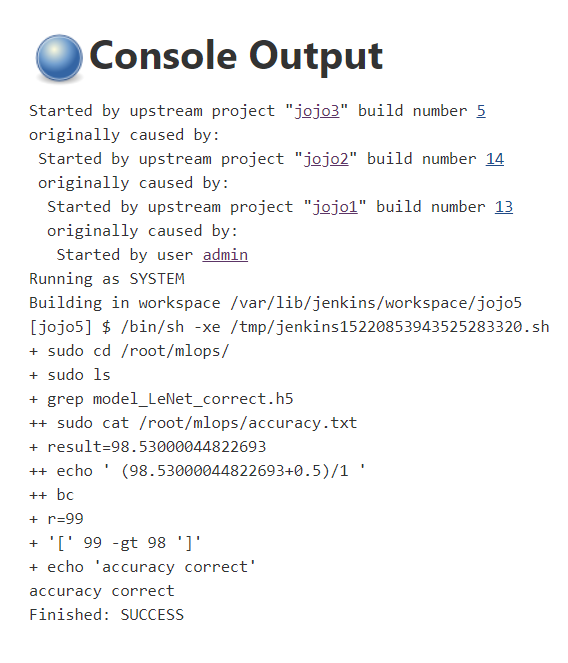 Console Output
Started by upstream project "jojo3" build number 5
originally caused by:
Started by upstream project "jojo2" build number 14
originally caused by:
Started by upstream project "jojo1" build number 13
originally caused by:
Started by user admin
Running as SYSTEM
Building in workspace /var/lib/jenkins/workspace/jojo5
[jojo5] $ /bin/sh -xe /tmp/jenkins15220853943525283320.sh
+ sudo cd /root/mlops/
+ sudo ls
+ grep model_LeNet_correct.h5
++ sudo cat /root/mlops/accuracy.txt
+ result=98.53000044822693
++ echo ' (98.53000044822693+0.5)/1 '
++ bc
+ r=99
+ '[' 99 -gt 98 ']'
+ echo 'accuracy correct'
accuracy correct
Finished: SUCCESS